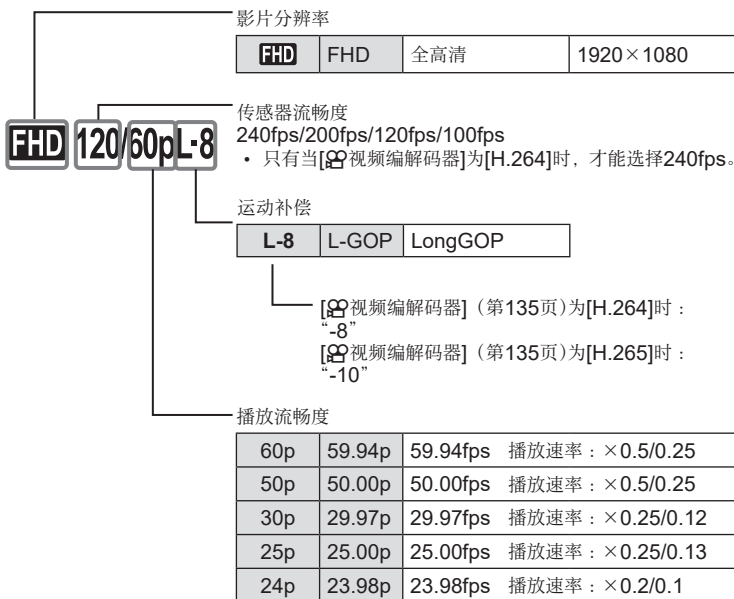 影片分辨率
FHD FHD 全高清 1920×1080
FHD 120/60pL-8
传感器流畅度
240fps/200fps/120fps/100fps
• 只有当[视频编解码器]为[H.264]时，才能选择240fps。
运动补偿
L-8 L-GOP LongGOP
[视频编解码器]（第135页）为[H.264]时：
“-8”
[视频编解码器]（第135页）为[H.265]时：
“-10”
播放流畅度
60p 59.94p 59.94fps 播放速率：×0.5/0.25
50p 50.00p 50.00fps 播放速率：×0.5/0.25
30p 29.97p 29.97fps 播放速率：×0.25/0.12
25p 25.00p 25.00fps 播放速率：×0.25/0.13
24p 23.98p 23.98fps 播放速率：×0.2/0.1